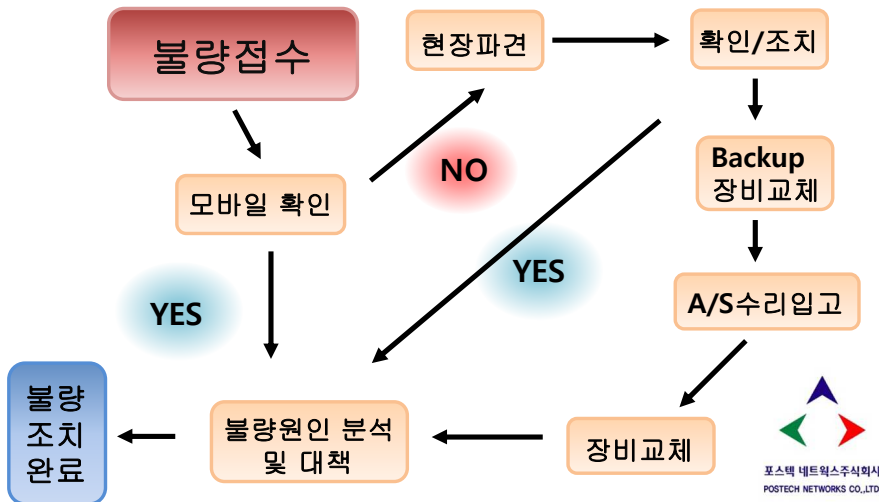 불량접수
현장파견
확인/조치
NO
모바일 확인
Backup
장비교체
YES
YES
A/S수리입고
불량
조치
완료
불량원인 분석
및 대책
장비교체
포스텍 네트웍스주식회사
POSTECH NETWORKS CO,.LTD